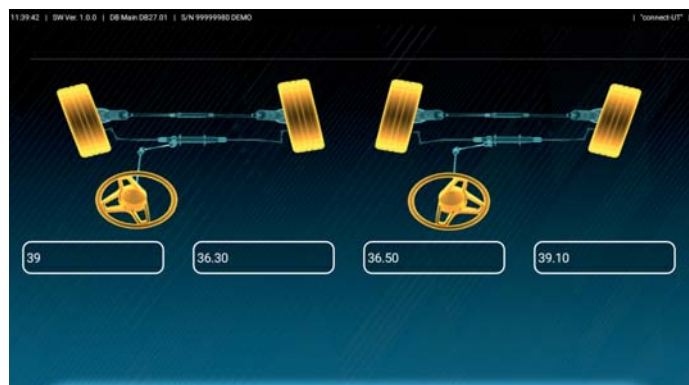 11:39:42 | SW Ver. 1.0.0 | DB Main DB27.01 | S/N 99999980 DEMO | "connect-UT"
39 36.30 36.50 39.10